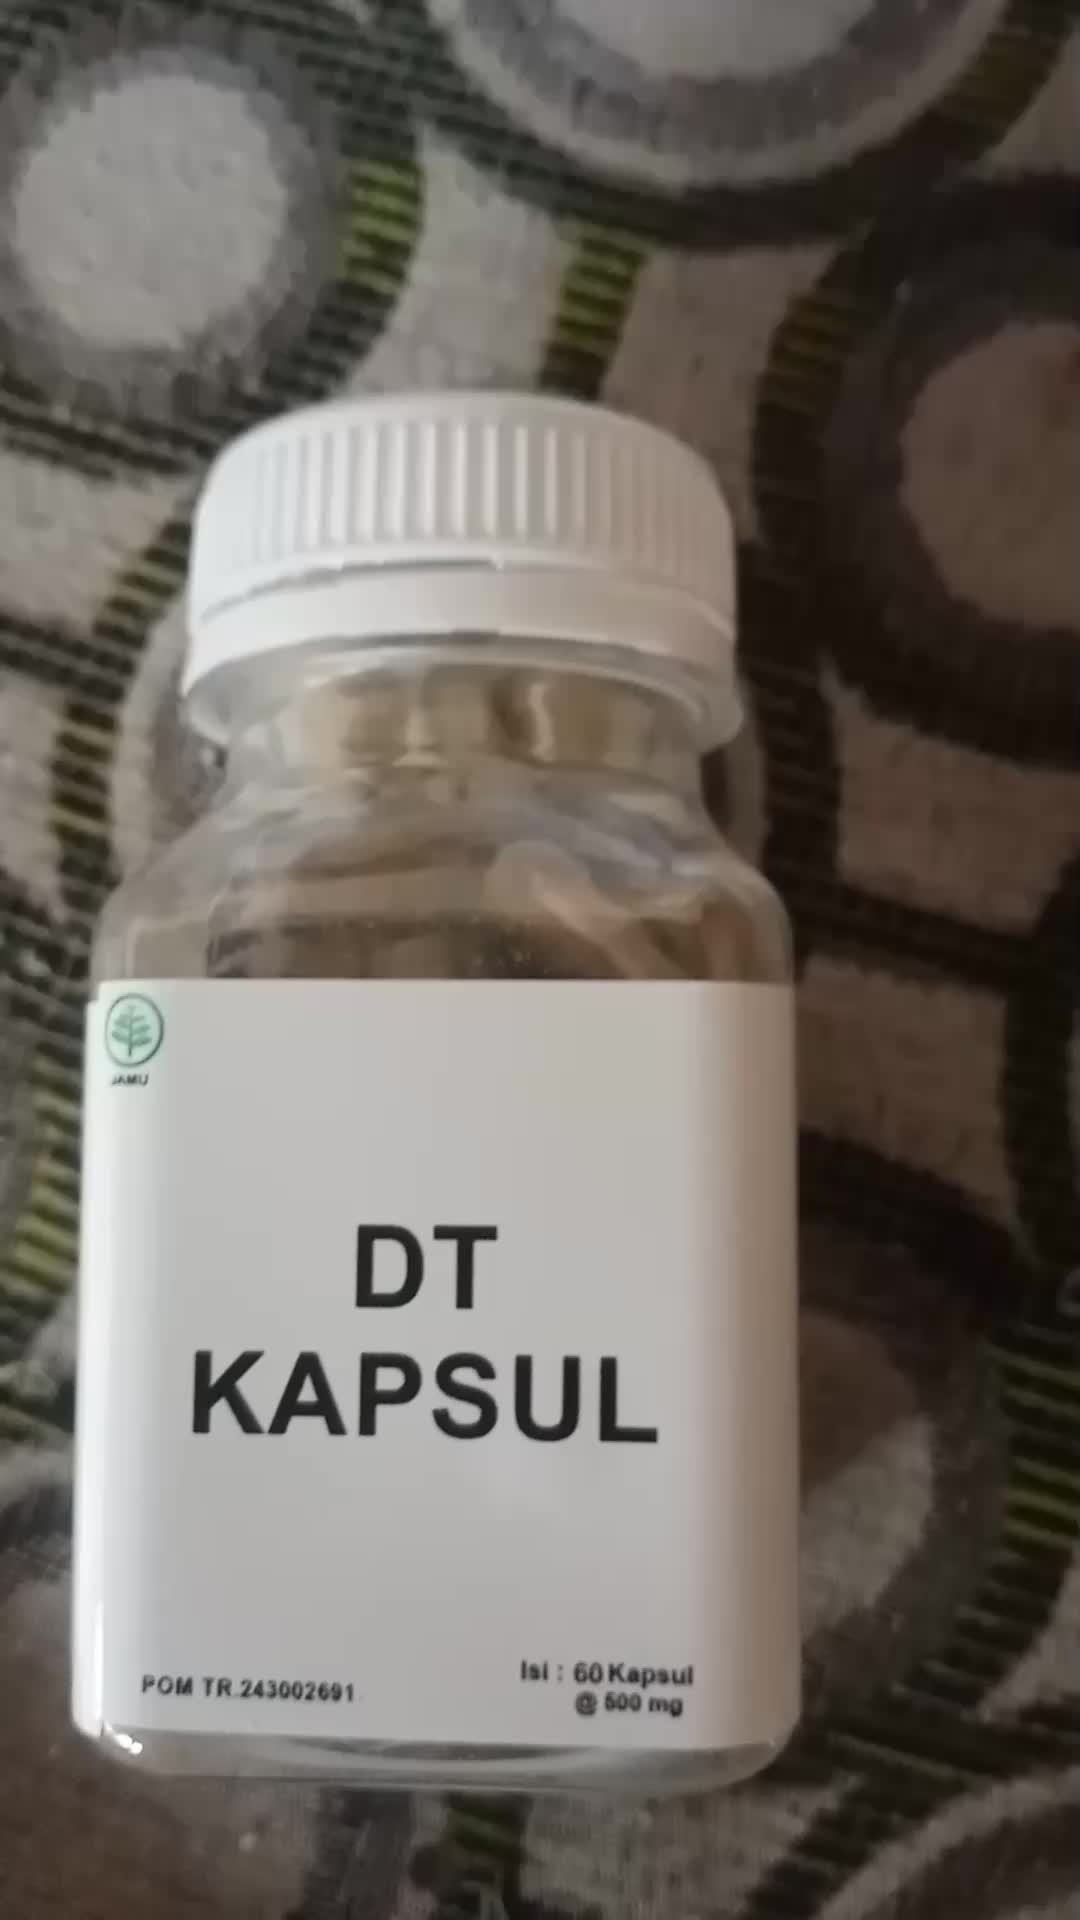 JAMU
DT
KAPSUL
POM TR.243002691
Isi : 60 Kapsul
@ 500 mg